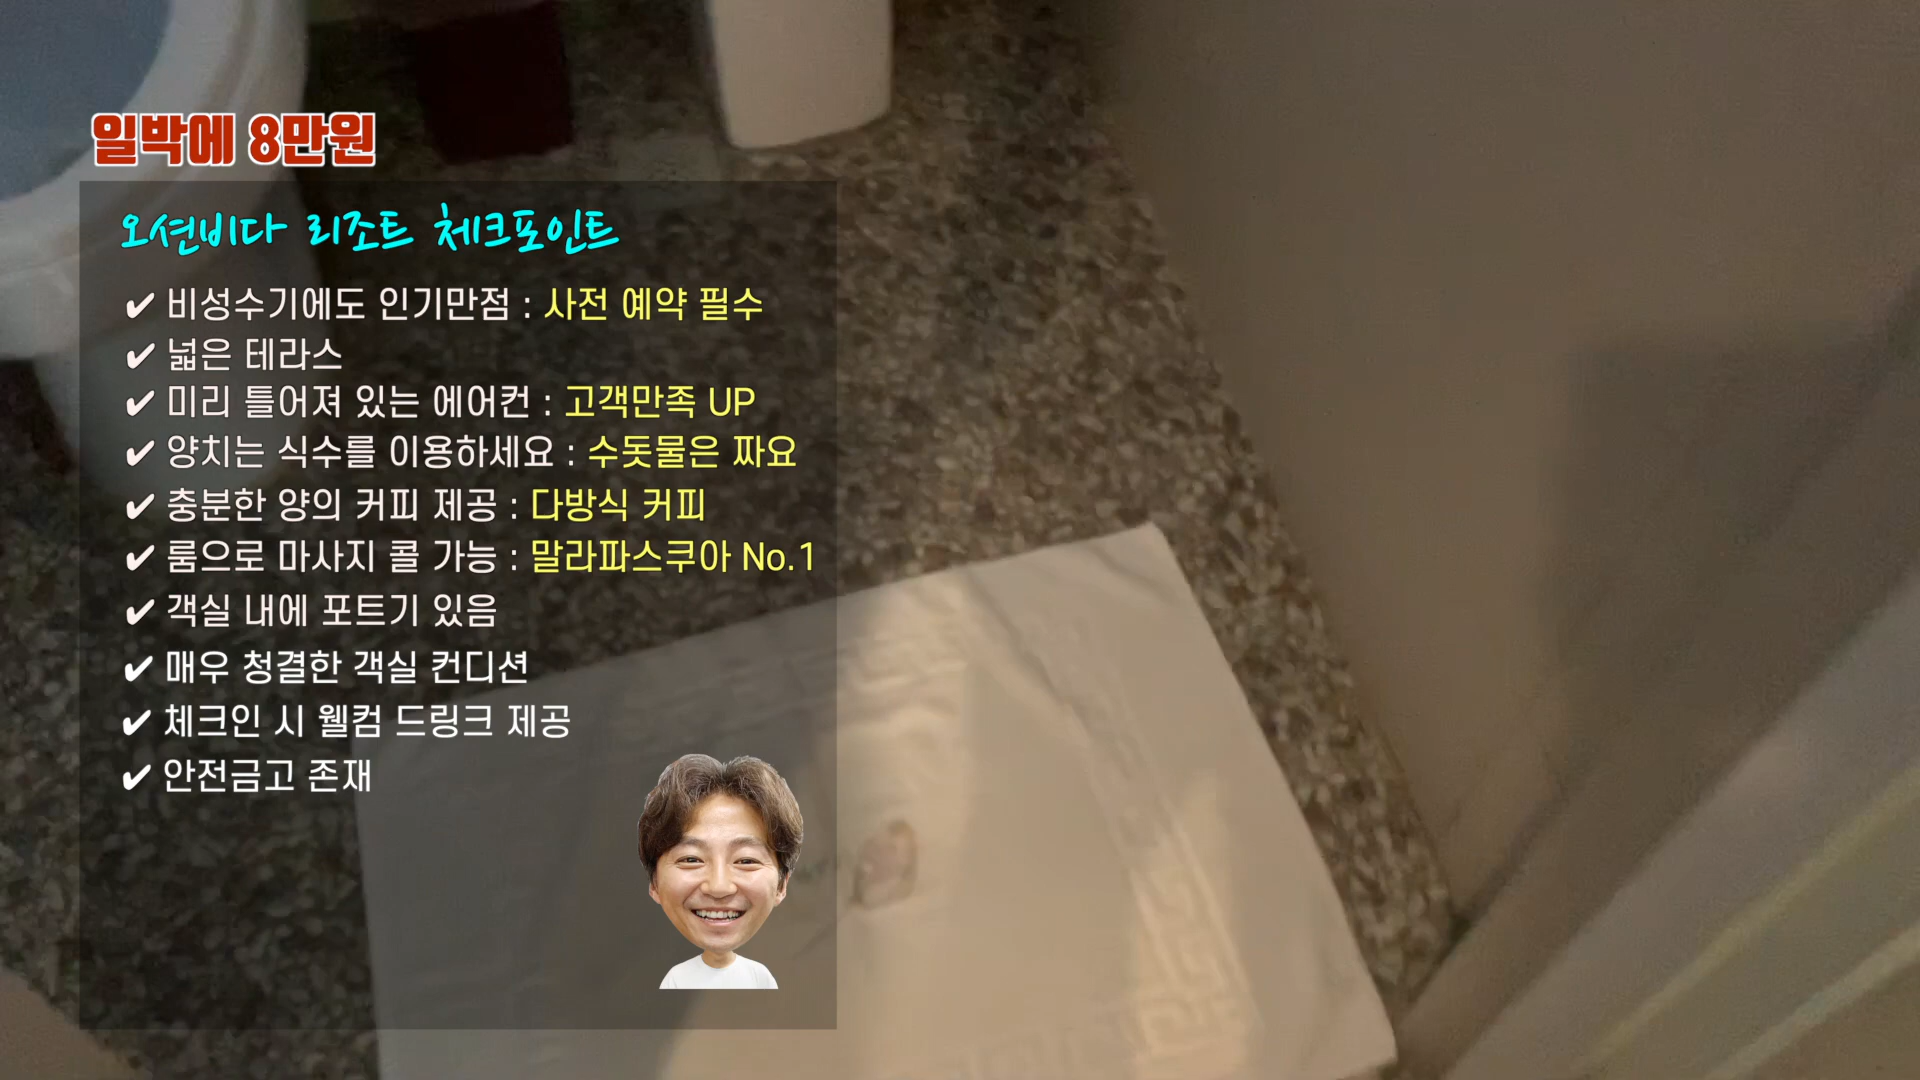 일박에 8만원
오션비다 리조트 체크포인트
✔ 비성수기에도 인기만점 : 사전 예약 필수
✔ 넓은 테라스
✔ 미리 틀어져 있는 에어컨 : 고객만족 UP
✔ 양치는 식수를 이용하세요 : 수돗물은 짜요
✔ 충분한 양의 커피 제공 : 다방식 커피
✔ 룸으로 마사지 콜 가능 : 말라파스쿠아 No.1
✔ 객실 내에 포트기 있음
✔ 매우 청결한 객실 컨디션
✔ 체크인 시 웰컴 드링크 제공
✔ 안전금고 존재